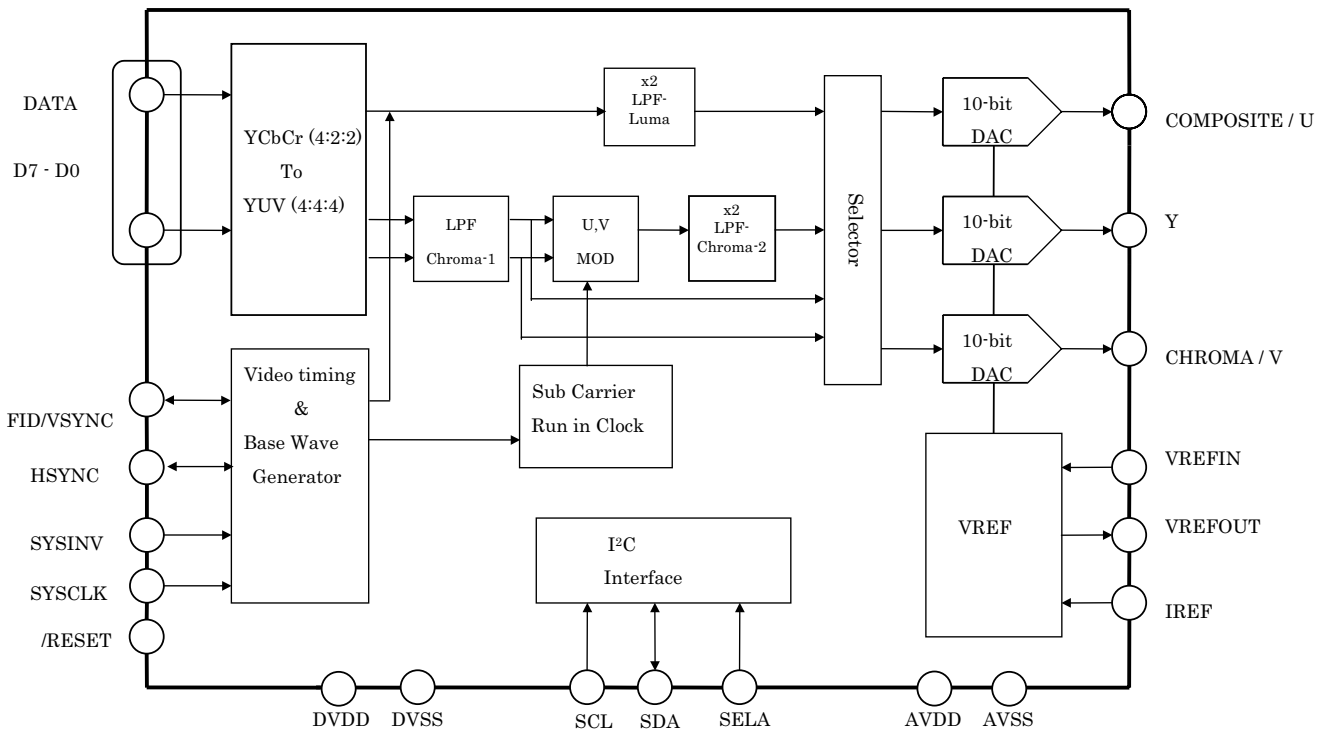 DATA
D7 - D0
YCbCr (4:2:2)
To
YUV (4:4:4)
x2
LPF-
Luma
LPF
Chroma-1
U,V
MOD
x2
LPF-
Chroma-2
Selector
10-bit
DAC
COMPOSITE / U
10-bit
DAC
Y
10-bit
DAC
CHROMA / V
FID/VSYNC
HSYNC
SYSINV
SYSCLK
/RESET
Video timing
&
Base Wave
Generator
Sub Carrier
Run in Clock
I²C
Interface
VREF
VREFIN
VREFOUT
IREF
DVDD
DVSS
SCL
SDA
SELA
AVDD
AVSS